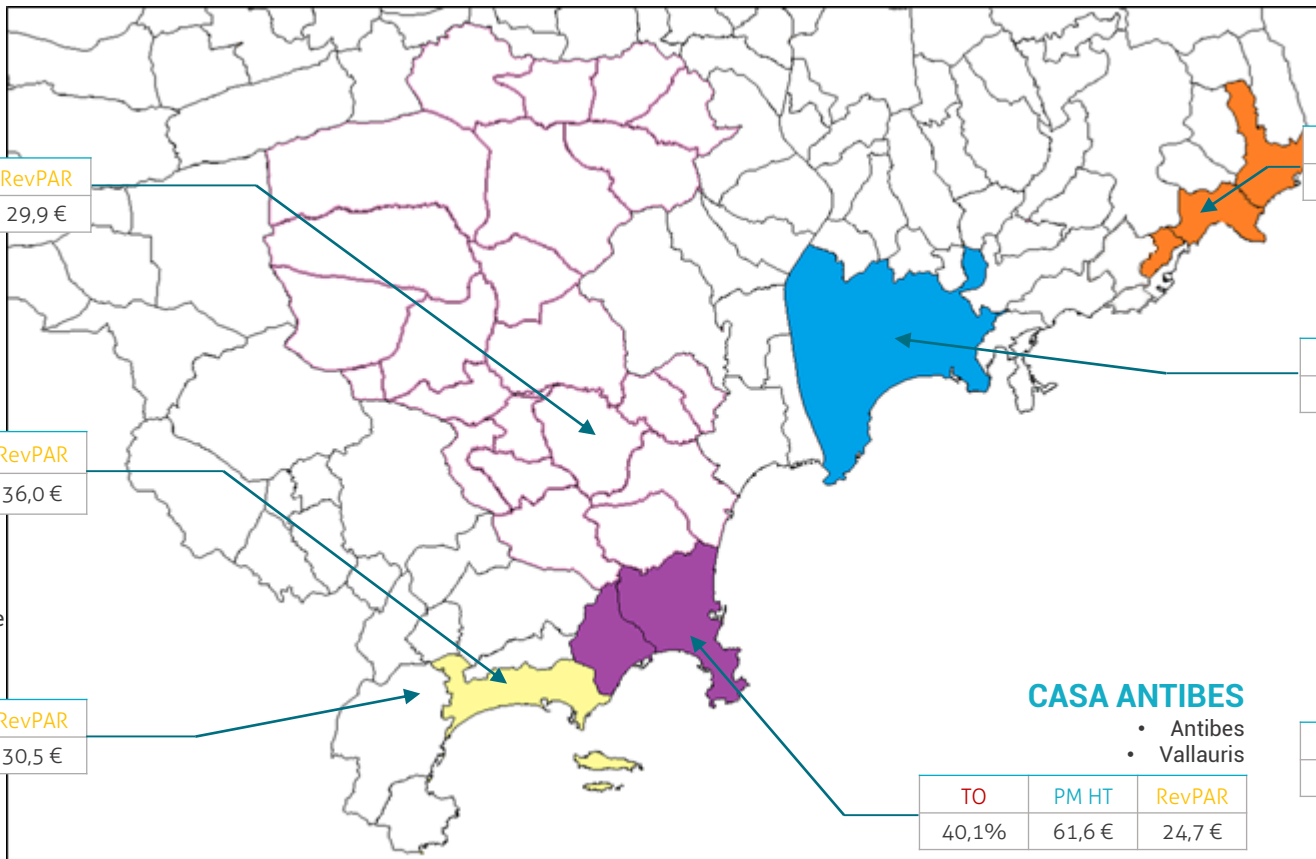 RevPAR
29,9 €
RevPAR
36,0 €
RevPAR
30,5 €
CASA ANTIBES
• Antibes
• Vallauris
TO PM HT RevPAR
40,1% 61,6 € 24,7 €